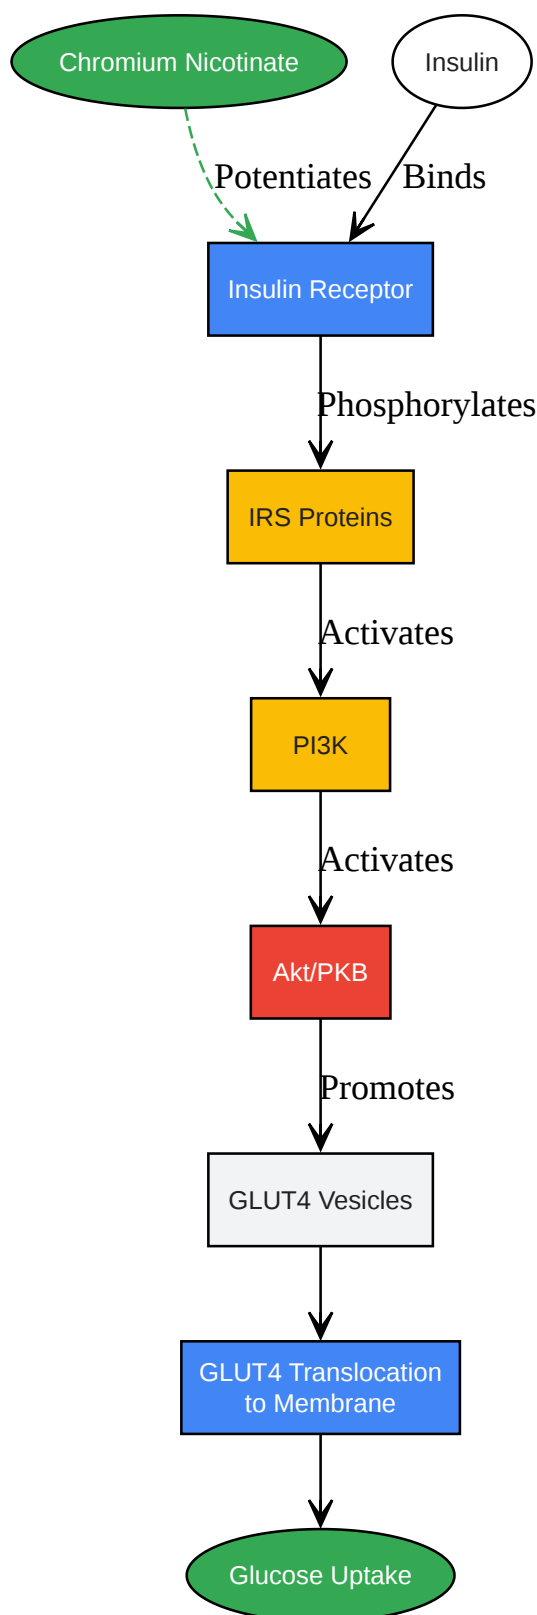 Chromium Nicotinate
Insulin
Potentiates
Binds
Insulin Receptor
Phosphorylates
IRS Proteins
Activates
PI3K
Activates
Akt/PKB
Promotes
GLUT4 Vesicles
GLUT4 Translocation
to Membrane
Glucose Uptake